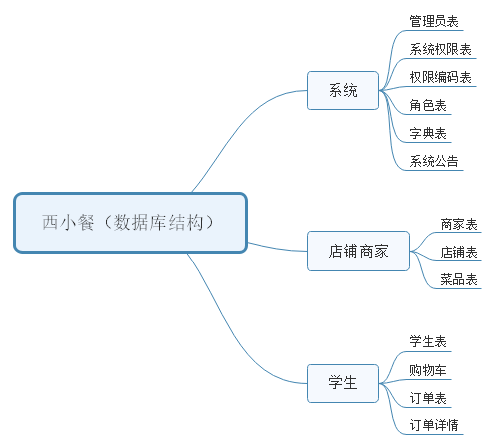 西小餐（数据库结构）
系统
管理员表
系统权限表
权限编码表
角色表
字典表
系统公告
店铺商家
商家表
店铺表
菜品表
学生
学生表
购物车
订单表
订单详情